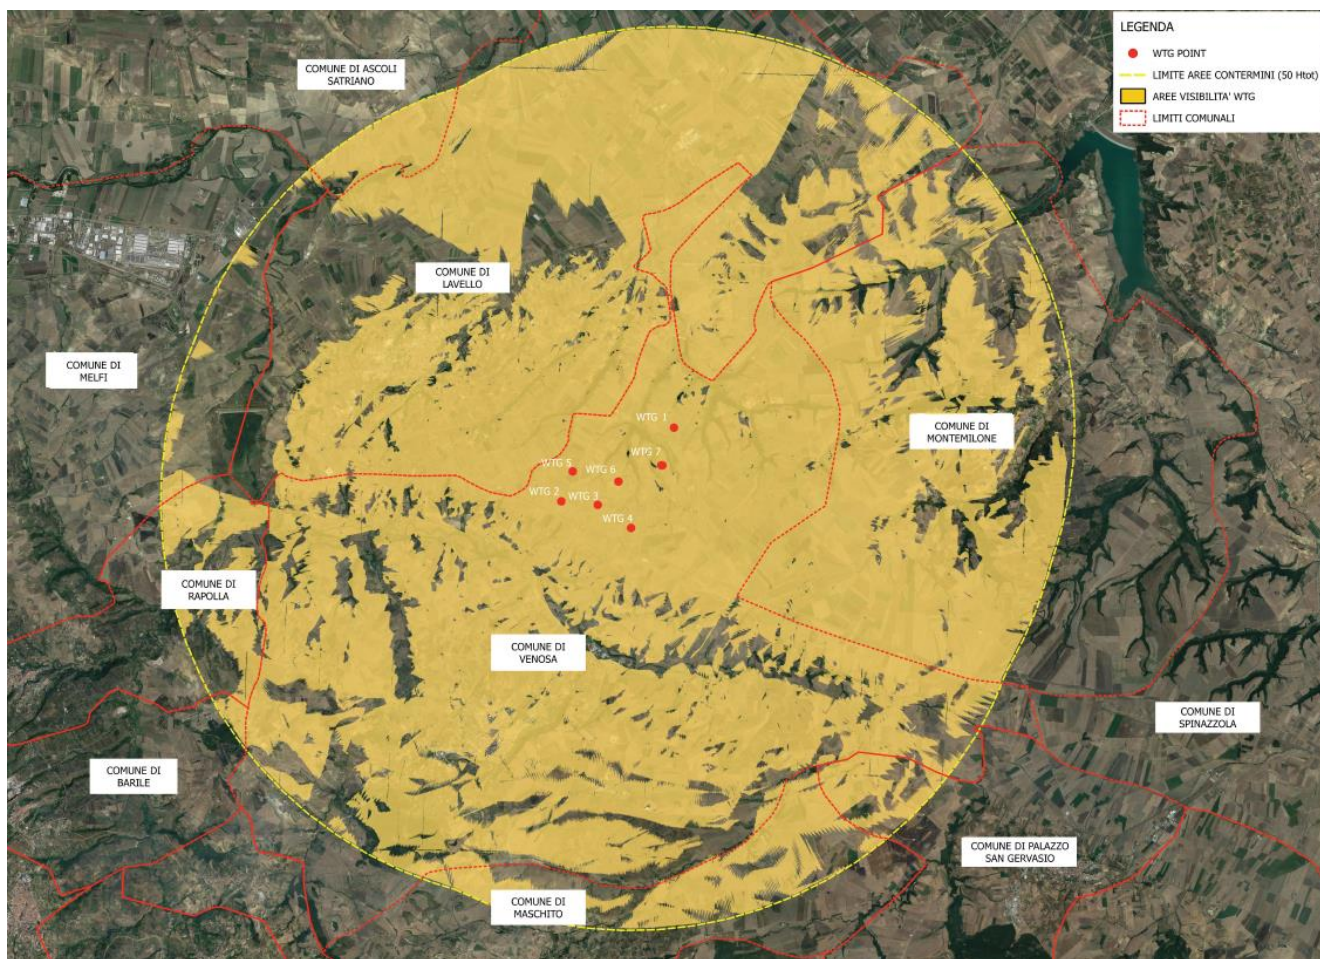 LEGENDA
WTG POINT
LIMITE AREE CONTERMINI (50 Htot)
AREE VISIBILITA' WTG
LIMITI COMUNALI
COMUNE DI ASCOLI
SATRIANO
COMUNE DI
LAVELLO
COMUNE DI
MELFI
WTG 1
COMUNE DI
MONTEMILONE
WTG 7
WTG 5
WTG 6
WTG 2
WTG 3
WTG 4
COMUNE DI
RAPOLLA
COMUNE DI
VENOSA
COMUNE DI
SPINAZZOLA
COMUNE DI
BARILE
COMUNE DI PALAZZO
SAN GERVASIO
COMUNE DI
MASCHITO